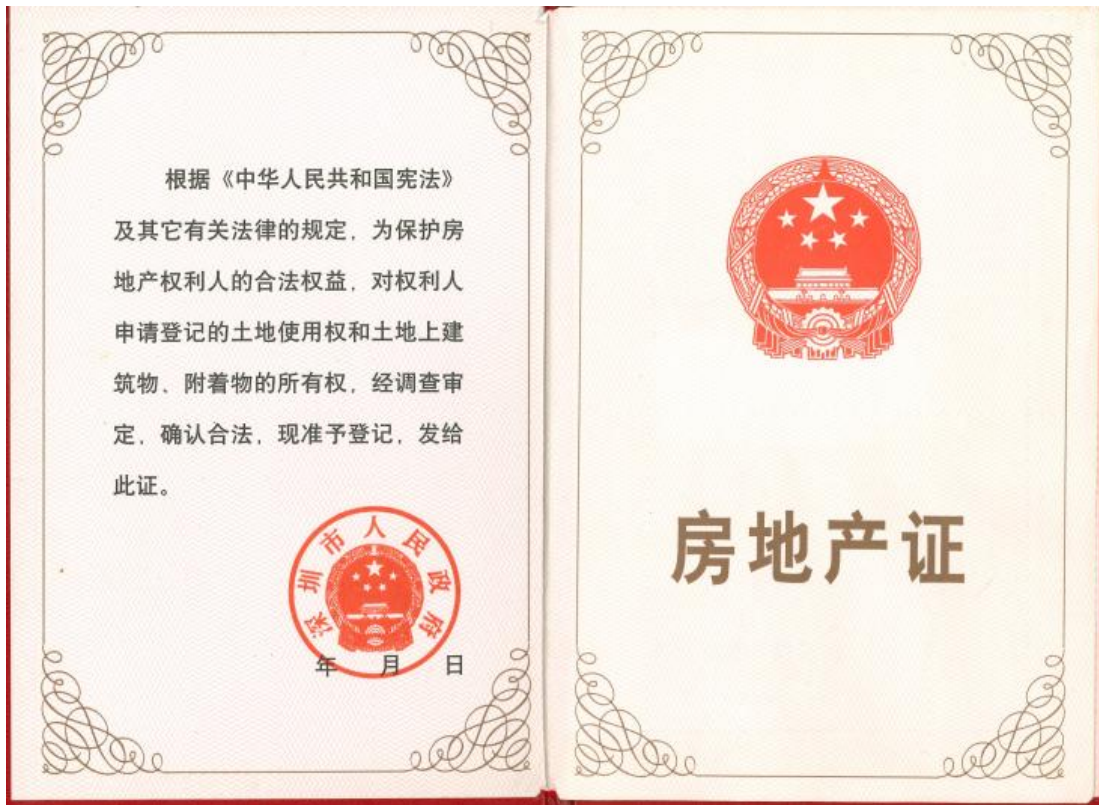 根据《中华人民共和国宪法》
及其它有关法律的规定，为保护房
地产权利人的合法权益，对权利人
申请登记的土地使用权和土地上建
筑物、附着物的所有权，经调查审
定，确认合法，现准予登记，发给
此证。
深圳市人民政府
年 月 日
房地产证